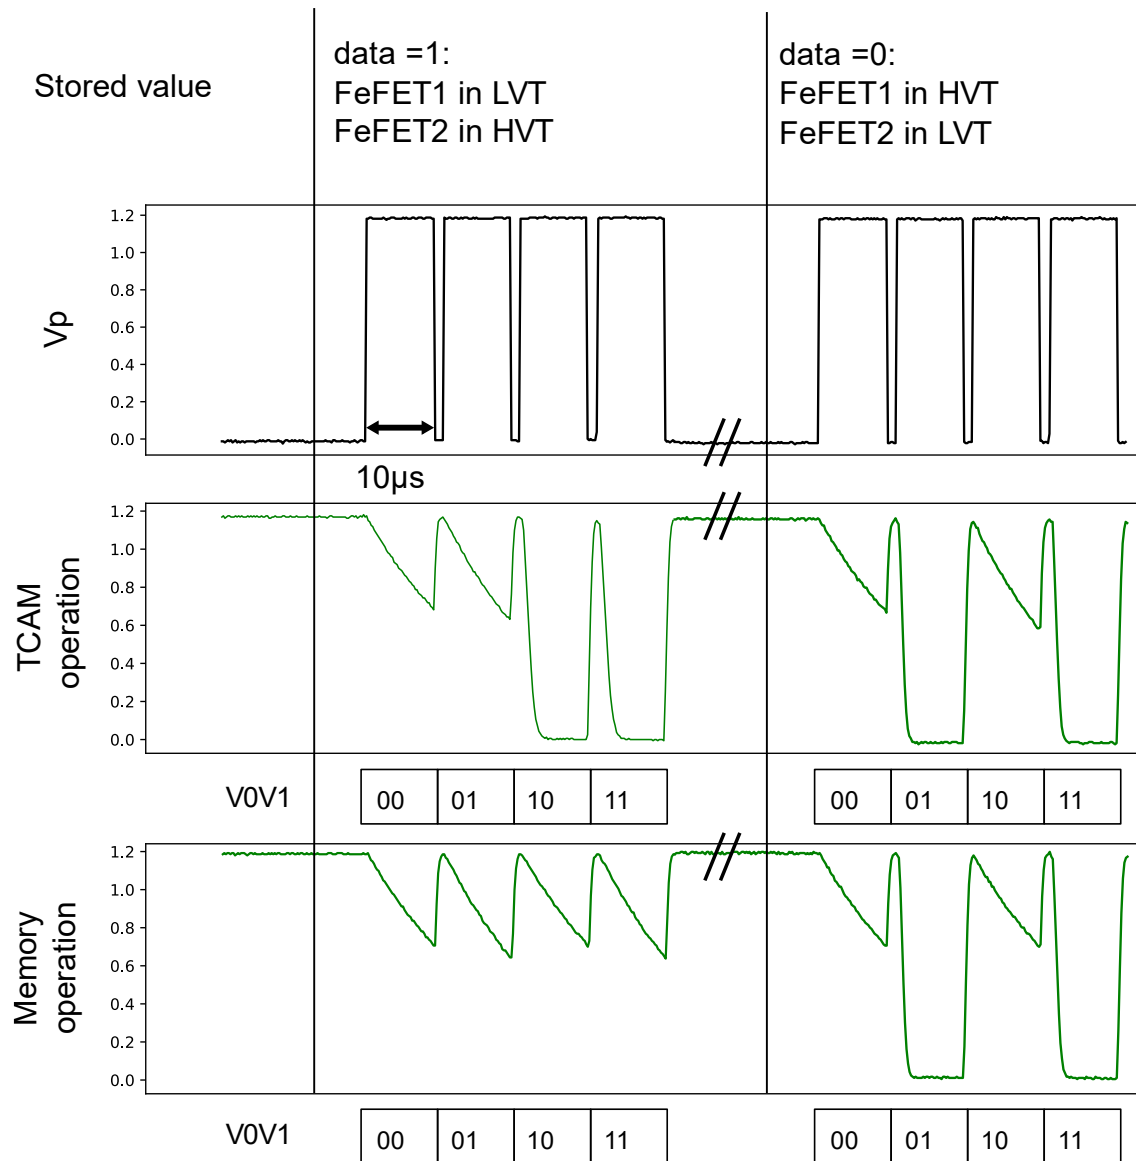 Stored value
data =1:
FeFET1 in LVT
FeFET2 in HVT
data =0:
FeFET1 in HVT
FeFET2 in LVT
Vp
1.2
1.0
0.8
0.6
0.4
0.2
0.0
10µs
TCAM
operation
1.2
1.0
0.8
0.6
0.4
0.2
0.0
V0V1
00 01 10 11
00 01 10 11
Memory
operation
1.2
1.0
0.8
0.6
0.4
0.2
0.0
V0V1
00 01 10 11
00 01 10 11